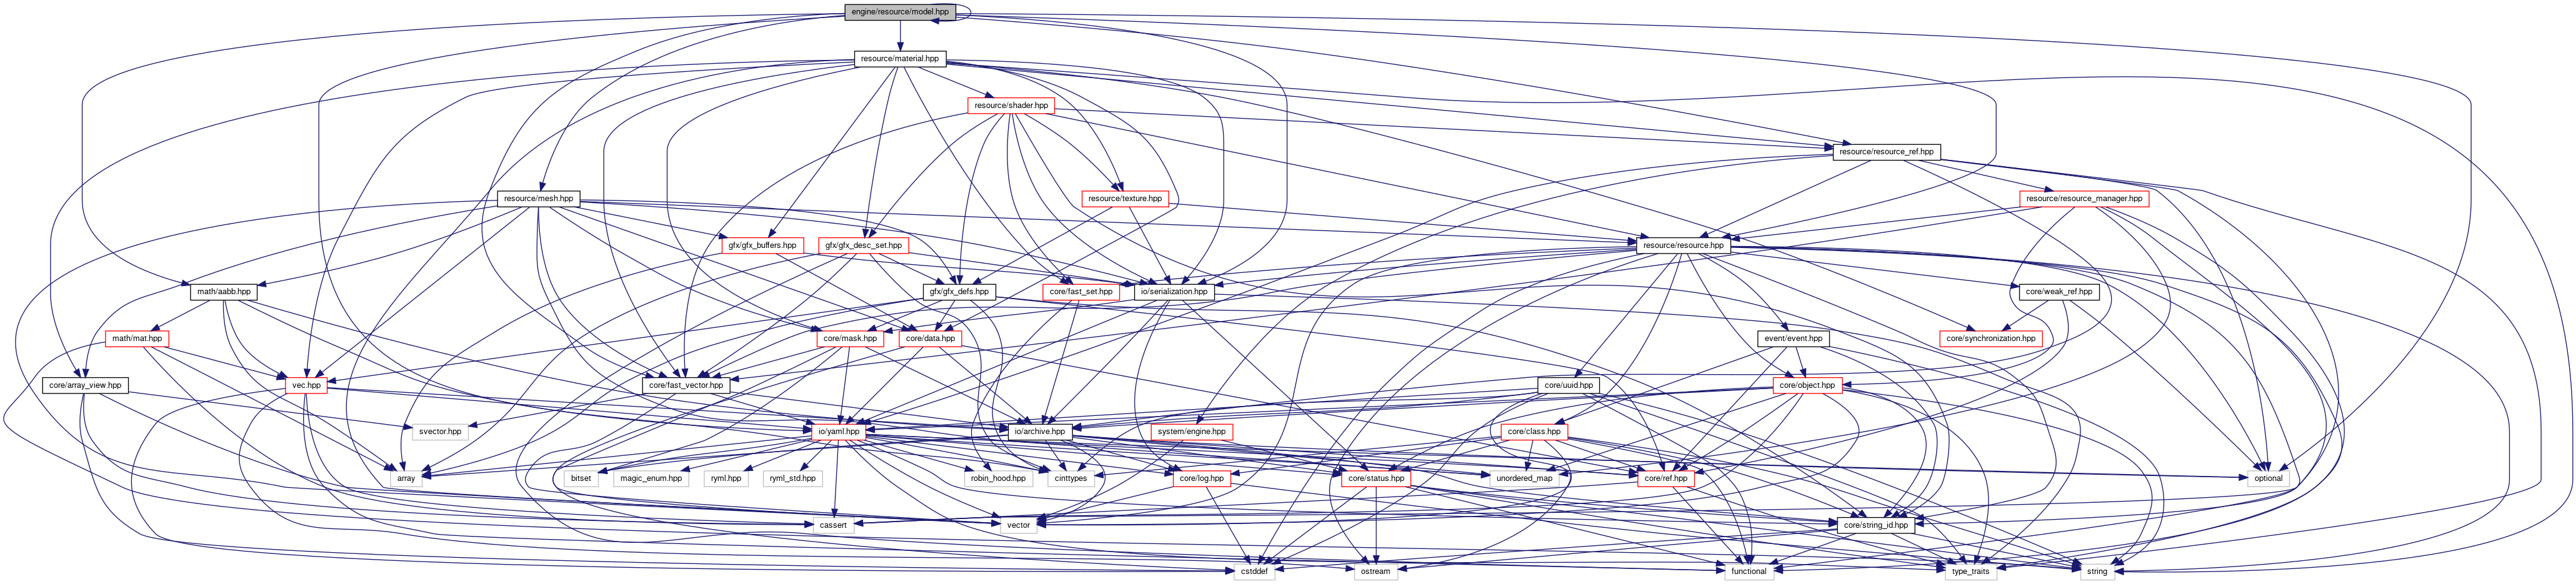 engine/resource/model.hpp
resource/material.hpp
resource/shader.hpp
resource/resource_ref.hpp
resource/mesh.hpp
resource/texture.hpp
resource/resource_manager.hpp
gfx/gfx_buffers.hpp
gfx/gfx_desc_set.hpp
resource/resource.hpp
math/aabb.hpp
gfx/gfx_defs.hpp
core/fast_set.hpp
io/serialization.hpp
core/weak_ref.hpp
math/mat.hpp
core/mask.hpp
core/data.hpp
event/event.hpp
core/synchronization.hpp
core/array_view.hpp
vec.hpp
core/fast_vector.hpp
core/uuid.hpp
core/object.hpp
svector.hpp
io/yaml.hpp
io/archive.hpp
system/engine.hpp
core/class.hpp
array
bitset
magic_enum.hpp
ryml.hpp
ryml_std.hpp
robin_hood.hpp
cinttypes
core/log.hpp
core/status.hpp
unordered_map
core/ref.hpp
optional
cassert
vector
core/string_id.hpp
cstddef
ostream
functional
type_traits
string